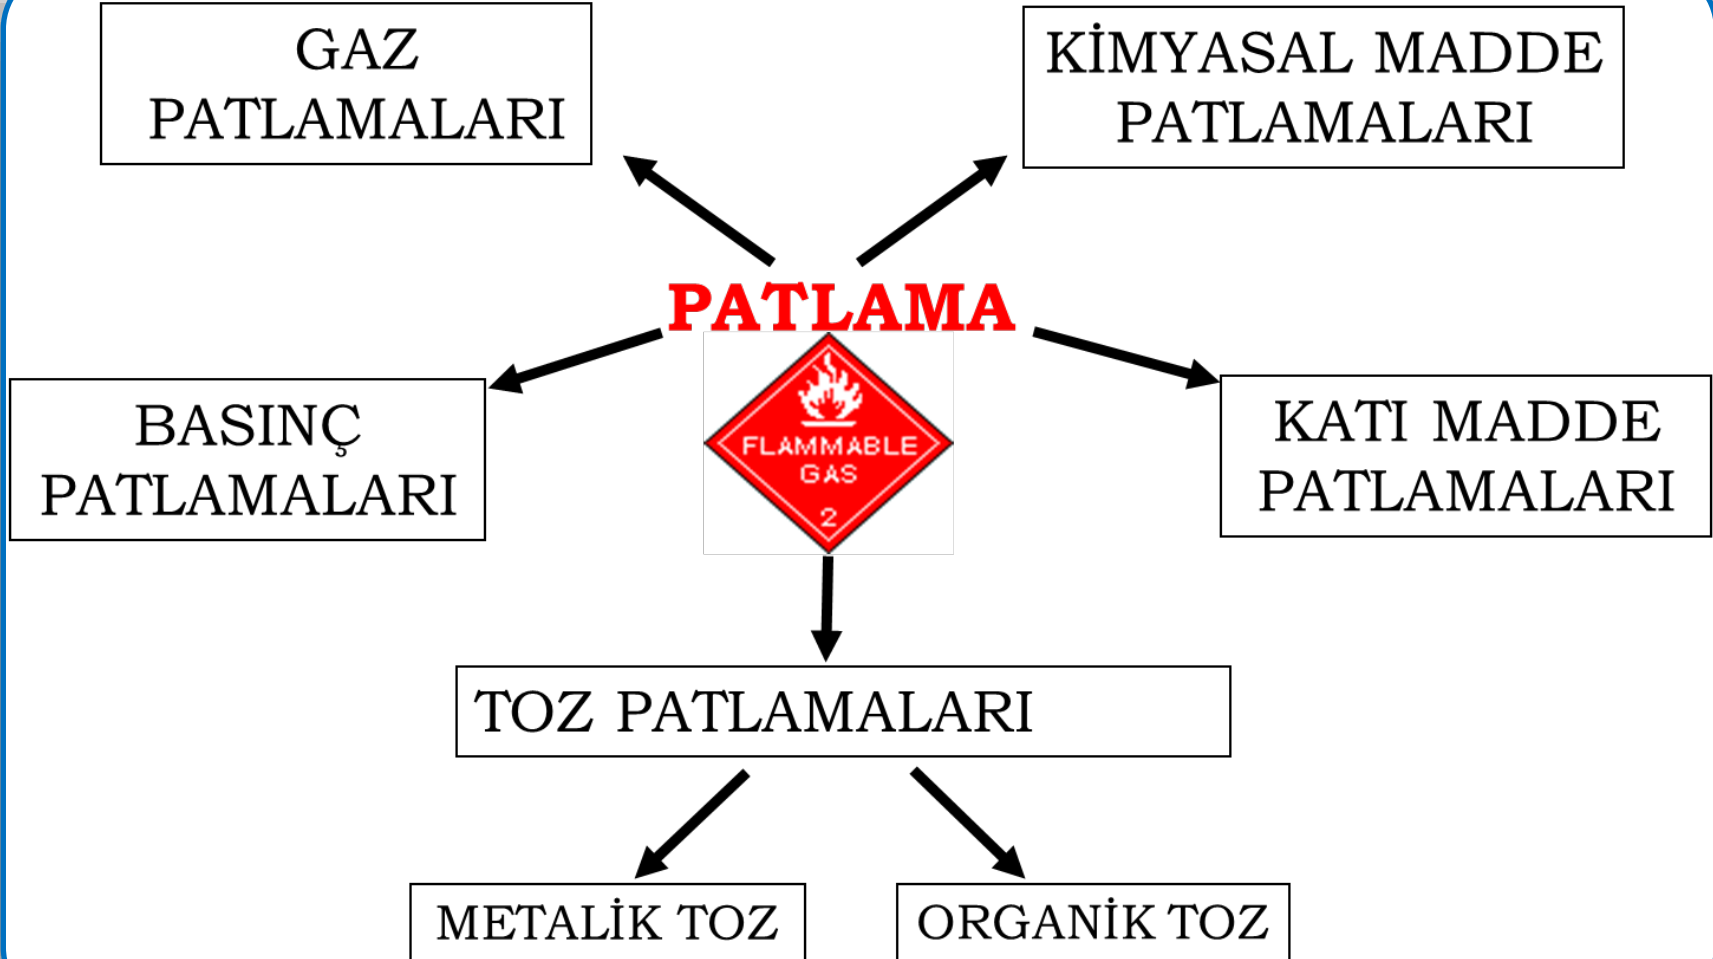 GAZ
PATLAMALARI
KİMYASAL MADDE
PATLAMALARI
PATLAMA
BASINÇ
PATLAMALARI
FLAMMABLE
GAS
2
KATI MADDE
PATLAMALARI
TOZ PATLAMALARI
METALİK TOZ
ORGANİK TOZ